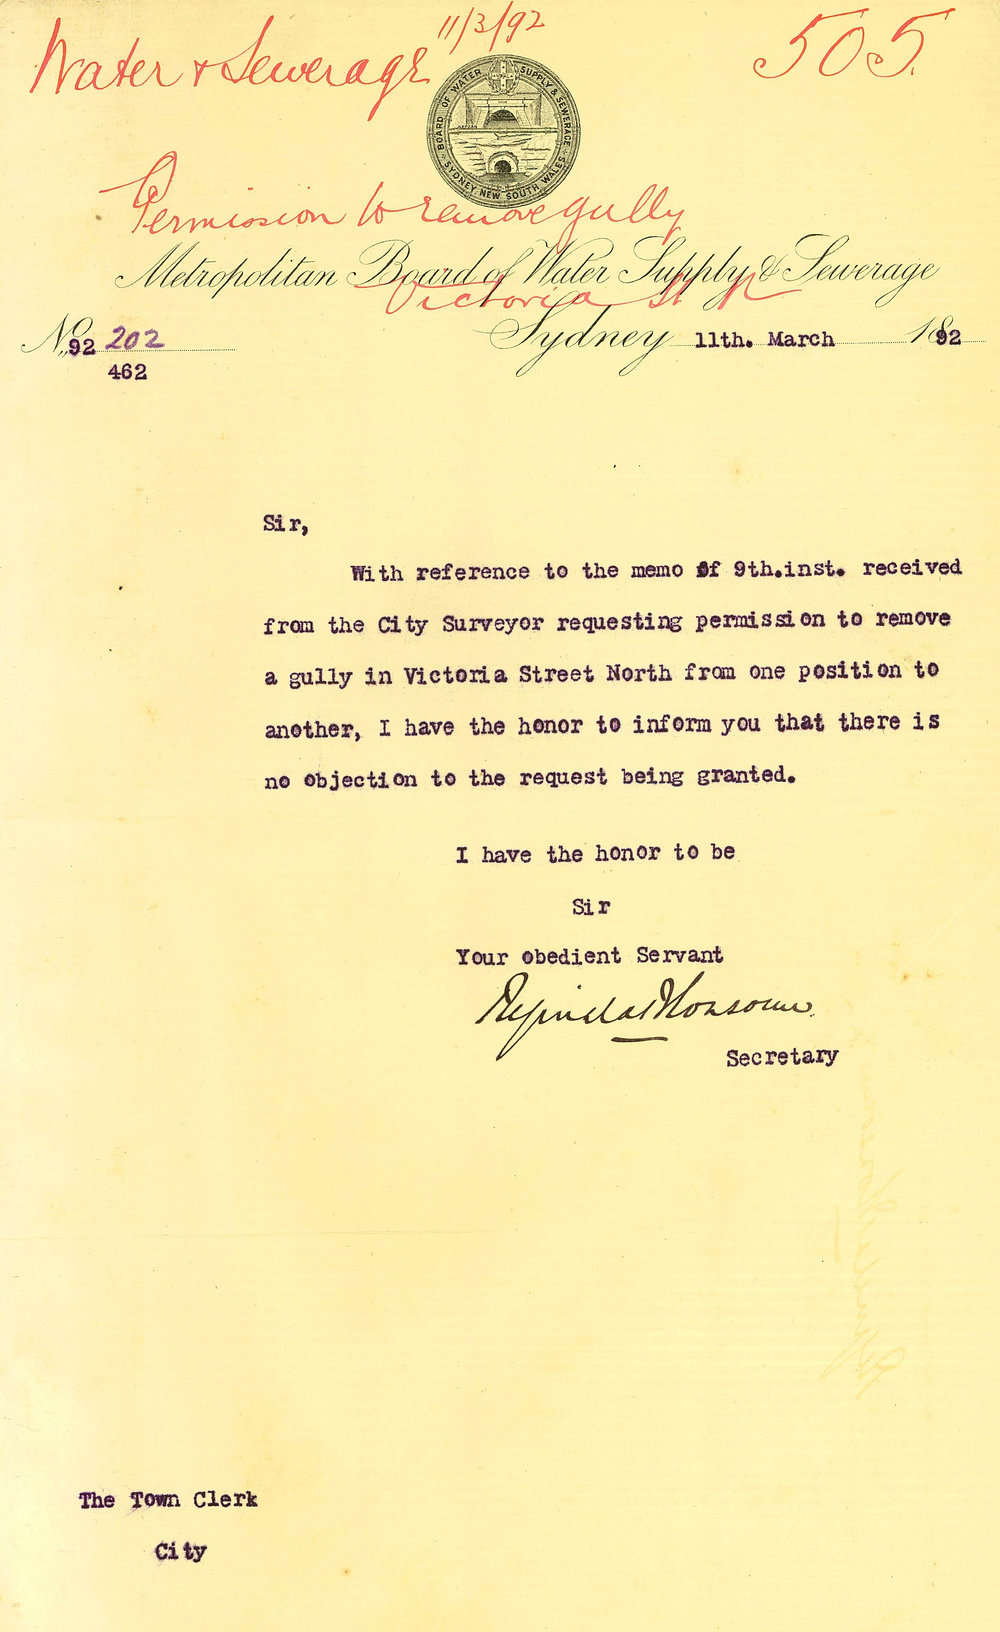 11/3/92
Water & Sewerage
505.
BOARD OF WATER SUPPLY & SEWERAGE
SYDNEY, NEW SOUTH WALES
Permission to remove gully
Metropolitan Board of Water Supply & Sewerage
Victoria St N
No. 92 202
462
Sydney 11th. March 1892
Sir,
With reference to the memo of 9th.inst. received
from the City Surveyor requesting permission to remove
a gully in Victoria Street North from one position to
another, I have the honor to inform you that there is
no objection to the request being granted.
I have the honor to be
Sir
Your obedient Servant
Secretary
The Town Clerk
City